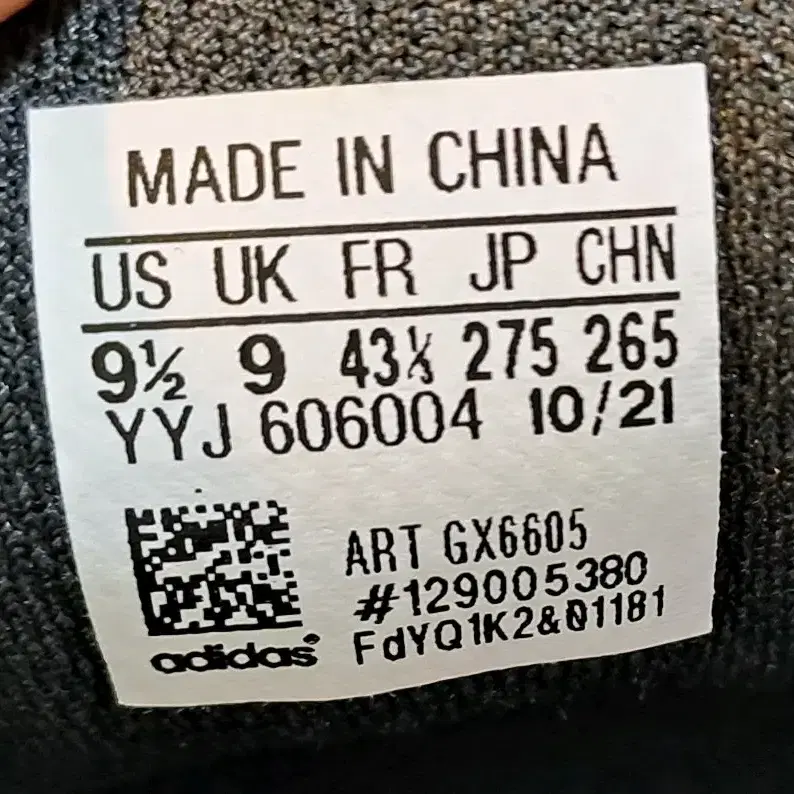 MADE IN CHINA
US UK FR JP CHN
9½ 9 43⅓ 275 265
YYJ 606004 10/21
ART GX6605
#129005380
FdYQ1K2&01181
adidas